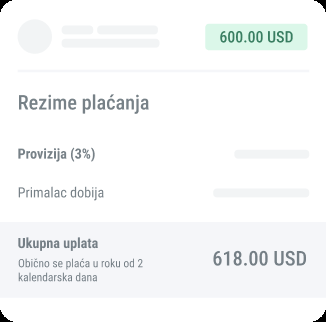 600.00 USD
Rezime plaćanja
Provizija (3%)
Primalac dobija
Ukupna uplata
Obično se plaća u roku od 2
kalendarska dana
618.00 USD